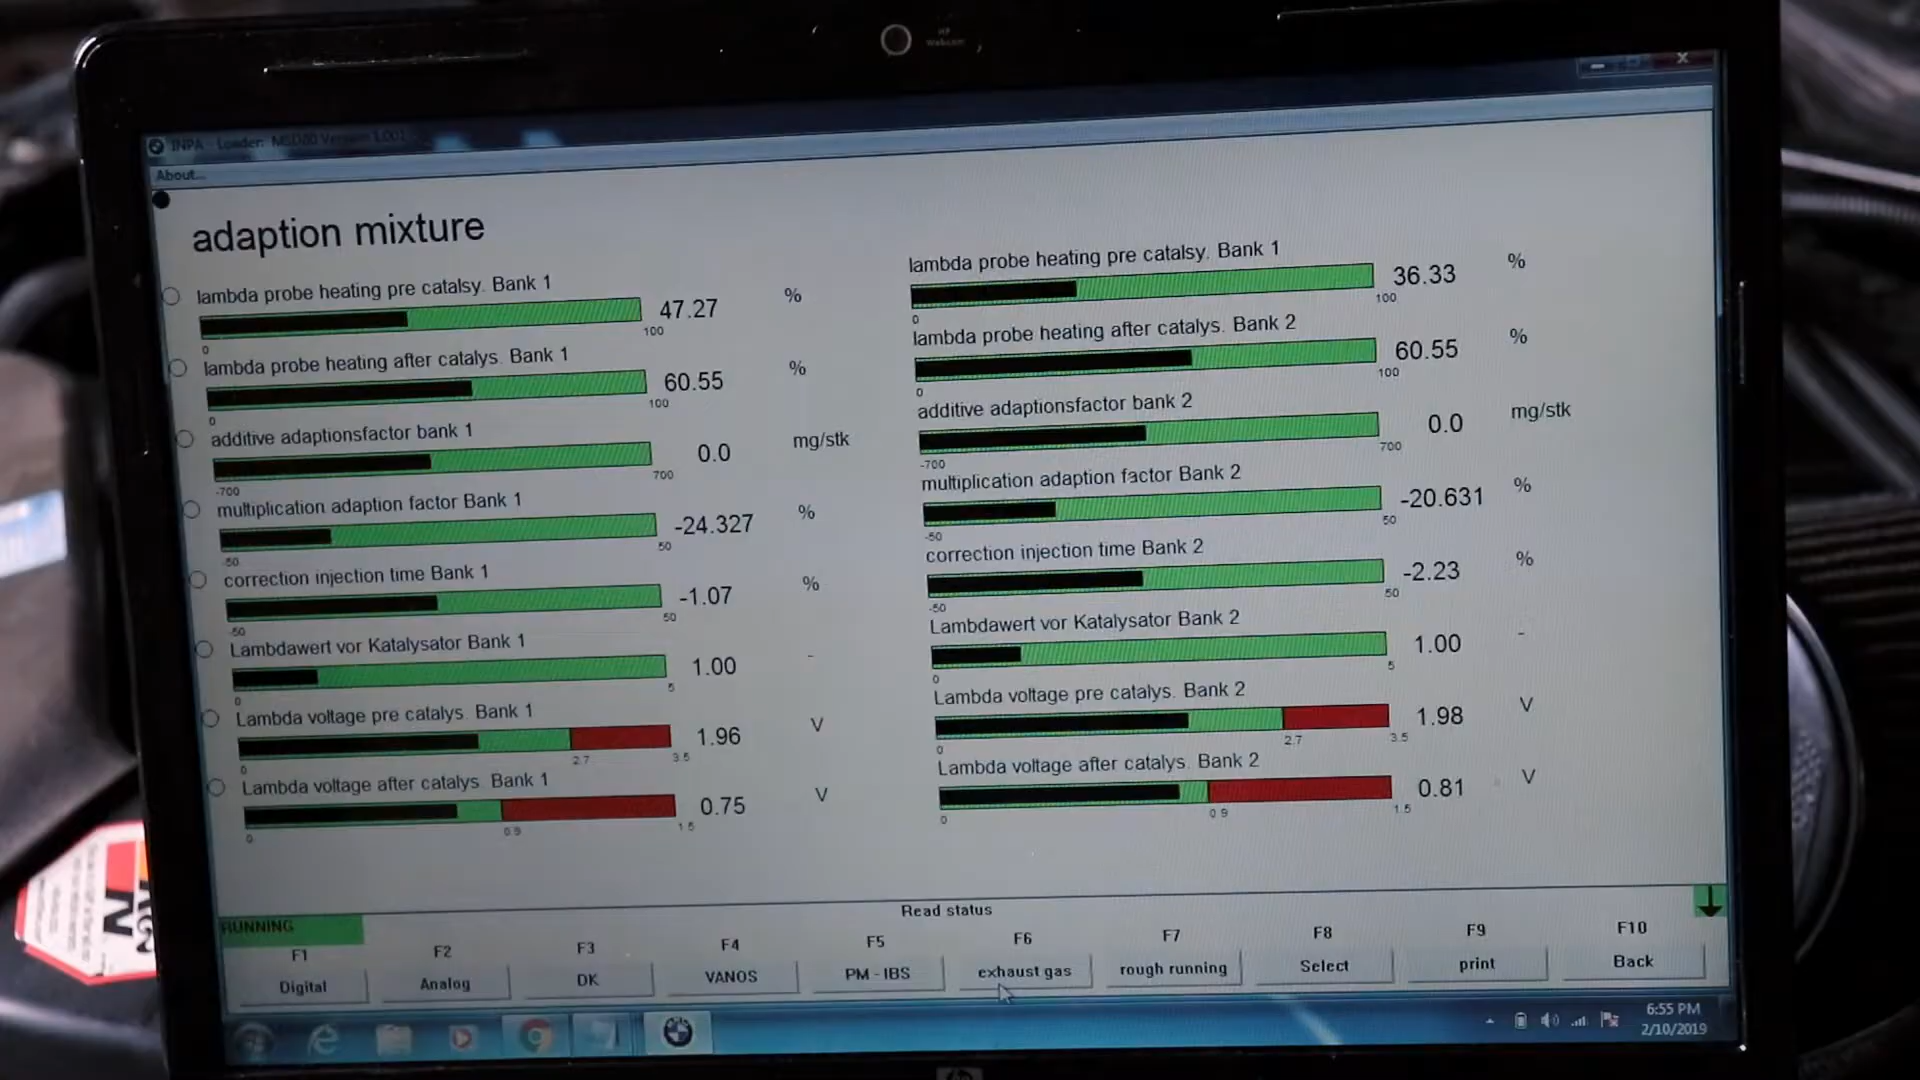 hp
Webcam
INPA - Loader: MSD80 Version 1.001
About...
adaption mixture
lambda probe heating pre catalsy. Bank 1
47.27
%
0
100
lambda probe heating after catalys. Bank 1
60.55
%
0
100
additive adaptionsfactor bank 1
0.0
mg/stk
-700
700
multiplication adaption factor Bank 1
-24.327
%
-50
50
correction injection time Bank 1
-1.07
%
-50
50
Lambdawert vor Katalysator Bank 1
1.00
-
0
5
Lambda voltage pre catalys. Bank 1
1.96
V
0
2.7
3.5
Lambda voltage after catalys Bank 1
0.75
V
0
0.9
1.5
lambda probe heating pre catalsy. Bank 1
36.33
%
0
100
lambda probe heating after catalys. Bank 2
60.55
%
0
100
additive adaptionsfactor bank 2
0.0
mg/stk
-700
700
multiplication adaption factor Bank 2
-20.631
%
-50
50
correction injection time Bank 2
-2.23
%
-50
50
Lambdawert vor Katalysator Bank 2
1.00
-
0
5
Lambda voltage pre catalys. Bank 2
1.98
V
0
2.7
3.5
Lambda voltage after catalys. Bank 2
0.81
V
0
0.9
1.5
Read status
RUNNING
F1 F2 F3 F4 F5 F6 F7 F8 F9 F10
Digital Analog DK VANOS PM - IBS exhaust gas rough running Select print Back
6:55 PM
2/10/2019